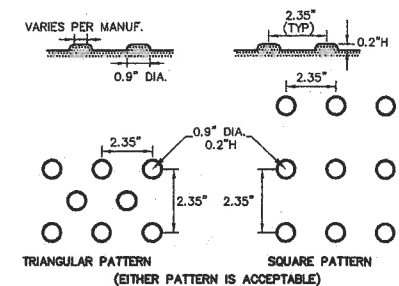 VARIES PER MANUF.
0.9" DIA.
2.35"
(TYP)
0.2"H
2.35"
2.35"
0.9" DIA.
0.2"H
2.35"
2.35"
TRIANGULAR PATTERN
SQUARE PATTERN
(EITHER PATTERN IS ACCEPTABLE)